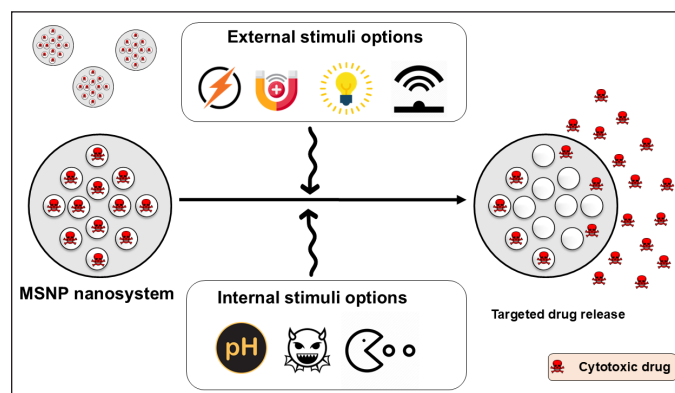 External stimuli options
MSNP nanosystem
Internal stimuli options
pH
Targeted drug release
Cytotoxic drug